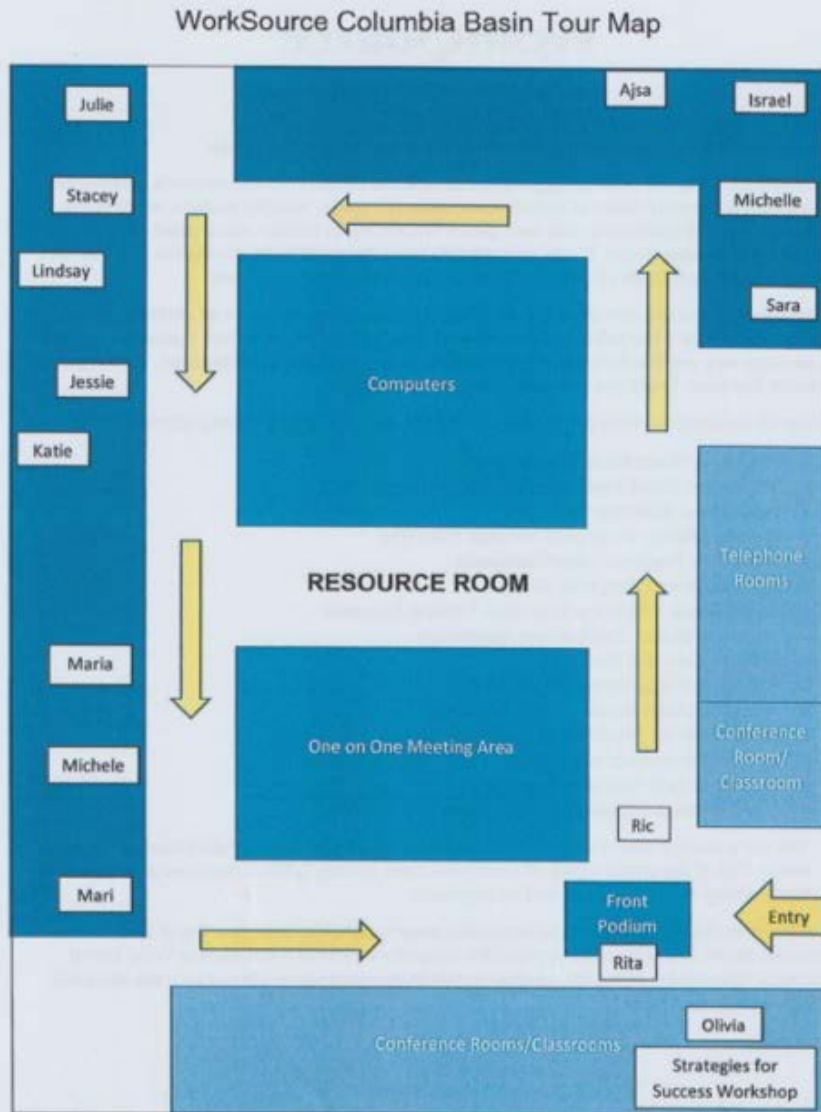 WorkSource Columbia Basin Tour Map
Julie
Ajsa
Israel
Stacey
Michelle
Lindsay
Sara
Jessie
Computers
Katie
RESOURCE ROOM
Telephone
Rooms
Maria
One on One Meeting Area
Conference
Room/
Classroom
Michele
Ric
Mari
Front
Podium
Entry
Rita
Olivia
Conference Rooms/Classrooms
Strategies for
Success Workshop